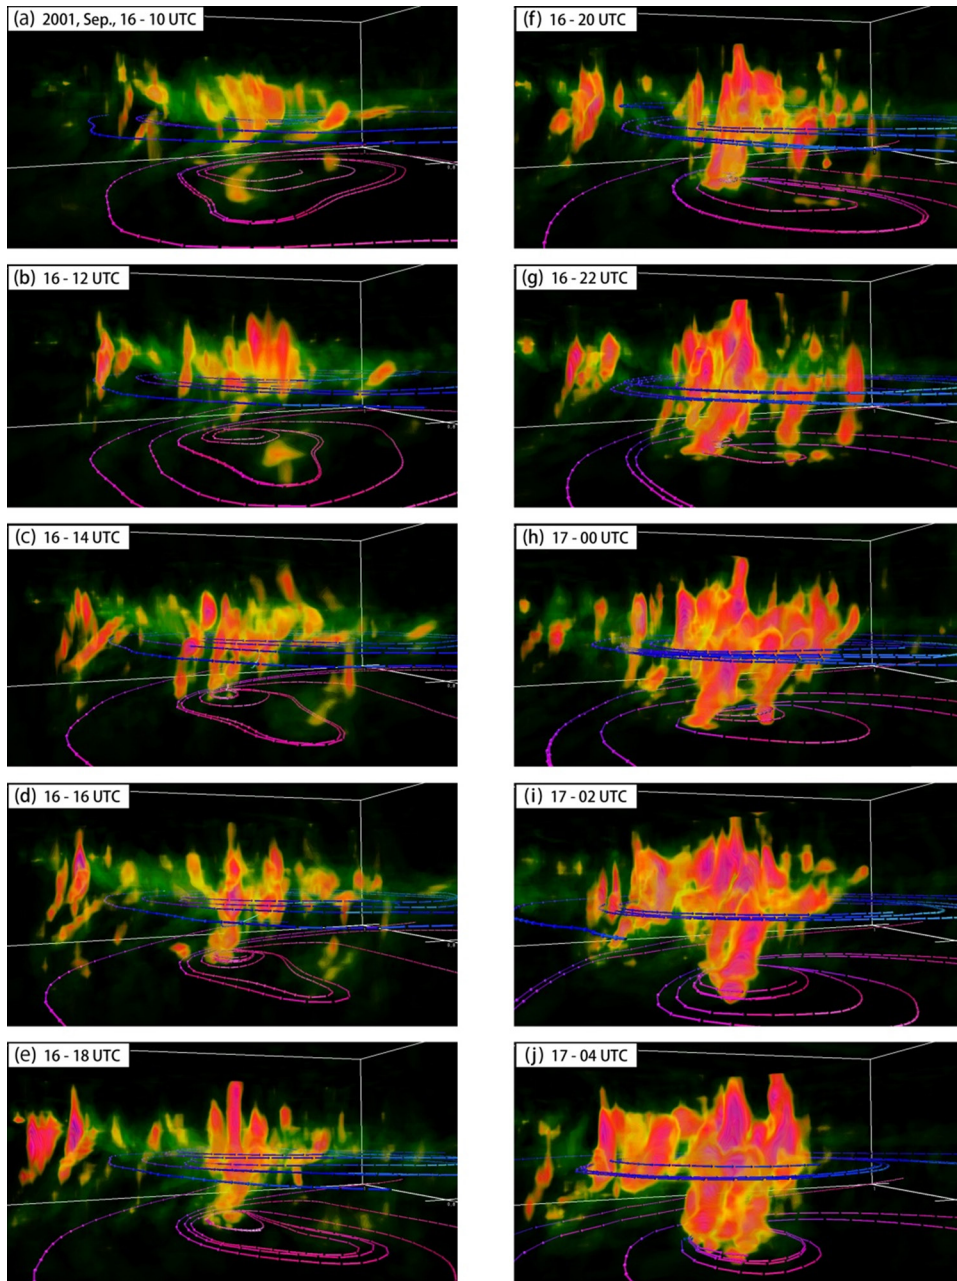 (a) 2001, Sep., 16 - 10 UTC
(b) 16 - 12 UTC
(c) 16 - 14 UTC
(d) 16 - 16 UTC
(e) 16 - 18 UTC
(f) 16 - 20 UTC
(g) 16 - 22 UTC
(h) 17 - 00 UTC
(i) 17 - 02 UTC
(j) 17 - 04 UTC